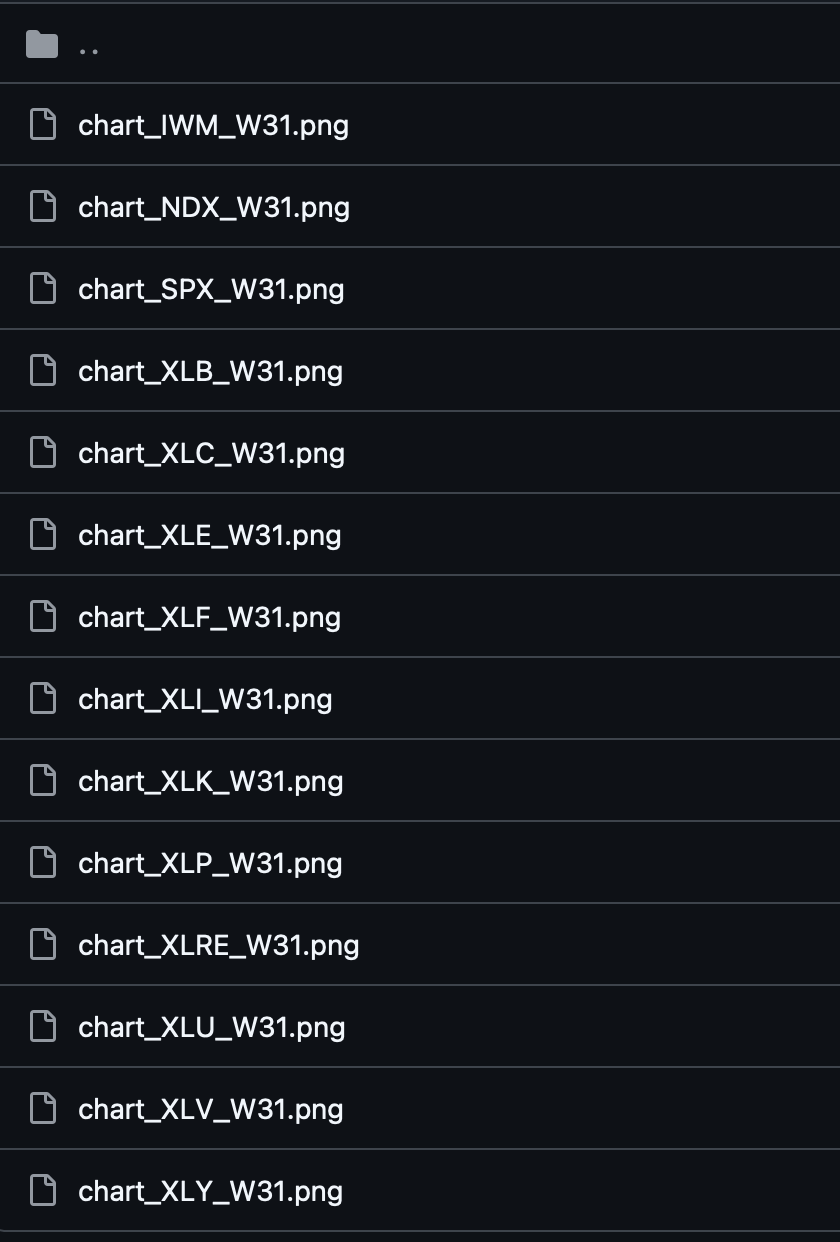 ..
chart_IWM_W31.png
chart_NDX_W31.png
chart_SPX_W31.png
chart_XLB_W31.png
chart_XLC_W31.png
chart_XLE_W31.png
chart_XLF_W31.png
chart_XLI_W31.png
chart_XLK_W31.png
chart_XLP_W31.png
chart_XLRE_W31.png
chart_XLU_W31.png
chart_XLV_W31.png
chart_XLY_W31.png